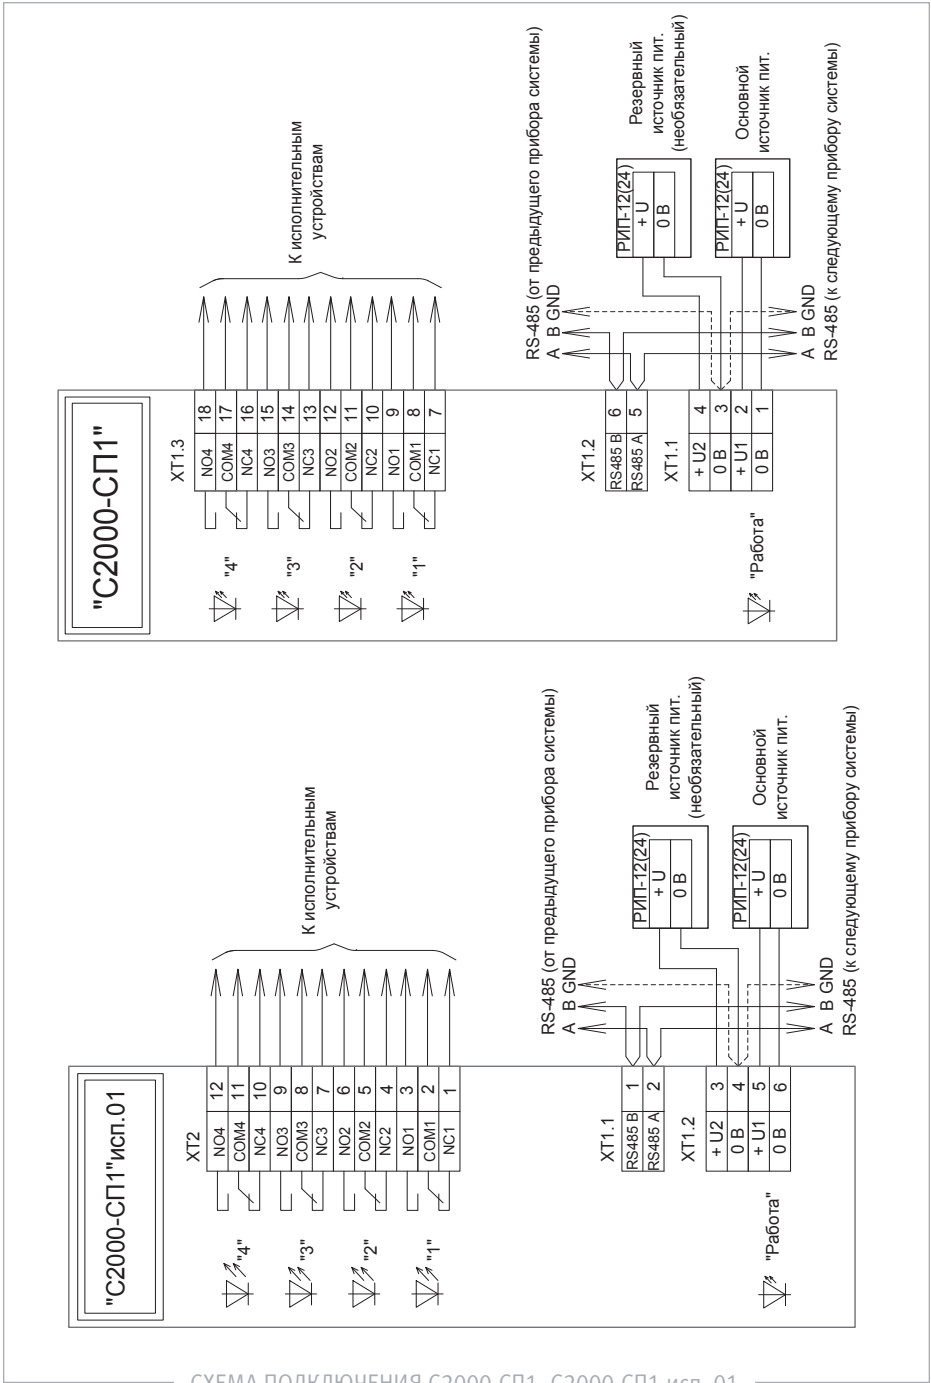 "С2000-СП1"
XT1.3
NO4 18
COM4 17
NC4 16
NO3 15
COM3 14
NC3 13
NO2 12
COM2 11
NC2 10
NO1 9
COM1 8
NC1 7
К исполнительным
устройствам
"4"
"3"
"2"
"1"
"Работа"
XT1.2
RS485 B 6
RS485 A 5
XT1.1
+ U2 4
0 В 3
+ U1 2
0 В 1
RS-485 (от предыдущего прибора системы)
A B GND
РИП-12(24)
+ U
0 В
Резервный
источник пит.
(необязательный)
РИП-12(24)
+ U
0 В
Основной
источник пит.
A B GND
RS-485 (к следующему прибору системы)
"С2000-СП1"исп.01
XT2
NO4 12
COM4 11
NC4 10
NO3 9
COM3 8
NC3 7
NO2 6
COM2 5
NC2 4
NO1 3
COM1 2
NC1 1
К исполнительным
устройствам
"4"
"3"
"2"
"1"
"Работа"
XT1.1
RS485 B 1
RS485 A 2
XT1.2
+ U2 3
0 В 4
+ U1 5
0 В 6
RS-485 (от предыдущего прибора системы)
A B GND
РИП-12(24)
+ U
0 В
Резервный
источник пит.
(необязательный)
РИП-12(24)
+ U
0 В
Основной
источник пит.
A B GND
RS-485 (к следующему прибору системы)
СХЕМА ПОДКЛЮЧЕНИЯ С2000-СП1, С2000-СП1 исп. 01